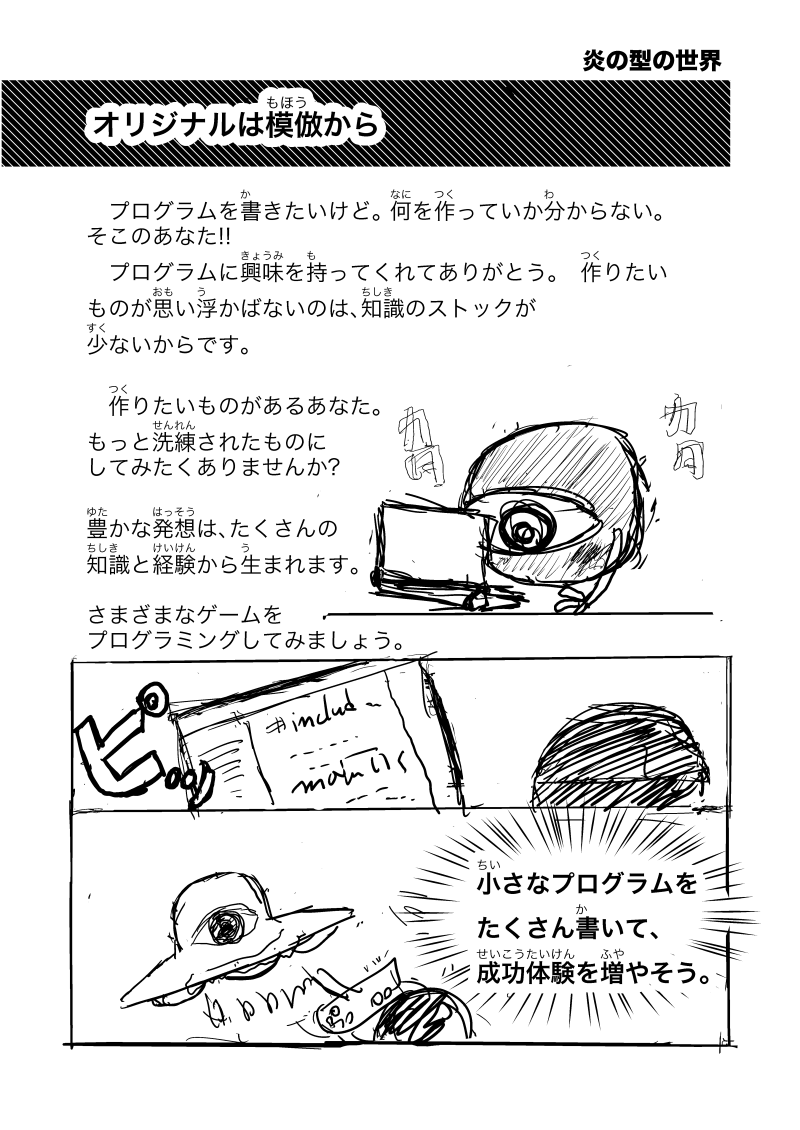 炎の型の世界
オリジナルは模倣から
プログラムを書きたいけど。何を作っていか分からない。
そこのあなた!!
プログラムに興味を持ってくれてありがとう。 作りたい
ものが思い浮かばないのは、知識のストックが
少ないからです。
作りたいものがあるあなた。
もっと洗練されたものに
してみたくありませんか?
豊かな発想は、たくさんの
知識と経験から生まれます。
さまざまなゲームを
プログラミングしてみましょう。
小さなプログラムを
たくさん書いて、
成功体験を増やそう。